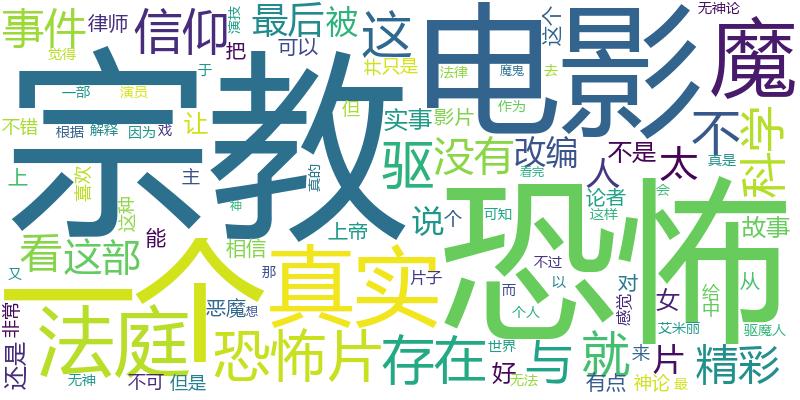 事件
律师
信仰
演技
把
最后
可以
被
这
电影
这个
无神论
魔
觉得
于
井
只是
但
法律
魔鬼
去
不
科学
一部
演员
不错
根据
解释
因为
戏
让
宗教
驱
实事
影片
作为
没有
改编
人
不是
太
真是
上
喜欢
主
真的
说
个
看完
论者
会
看
这部
这种
能
神
上帝
可知
这样
故事
又
一个
相信
真实
那
片子
恐怖
而
不过
以
对
感觉
给
中
从
非常
法庭
恶魔
想
个人
女
艾米丽
驱魔人
还是
无神
不可
但是
恐怖片
存在
世界
好
与
无法
就
有点
来
神论
片
最
精彩